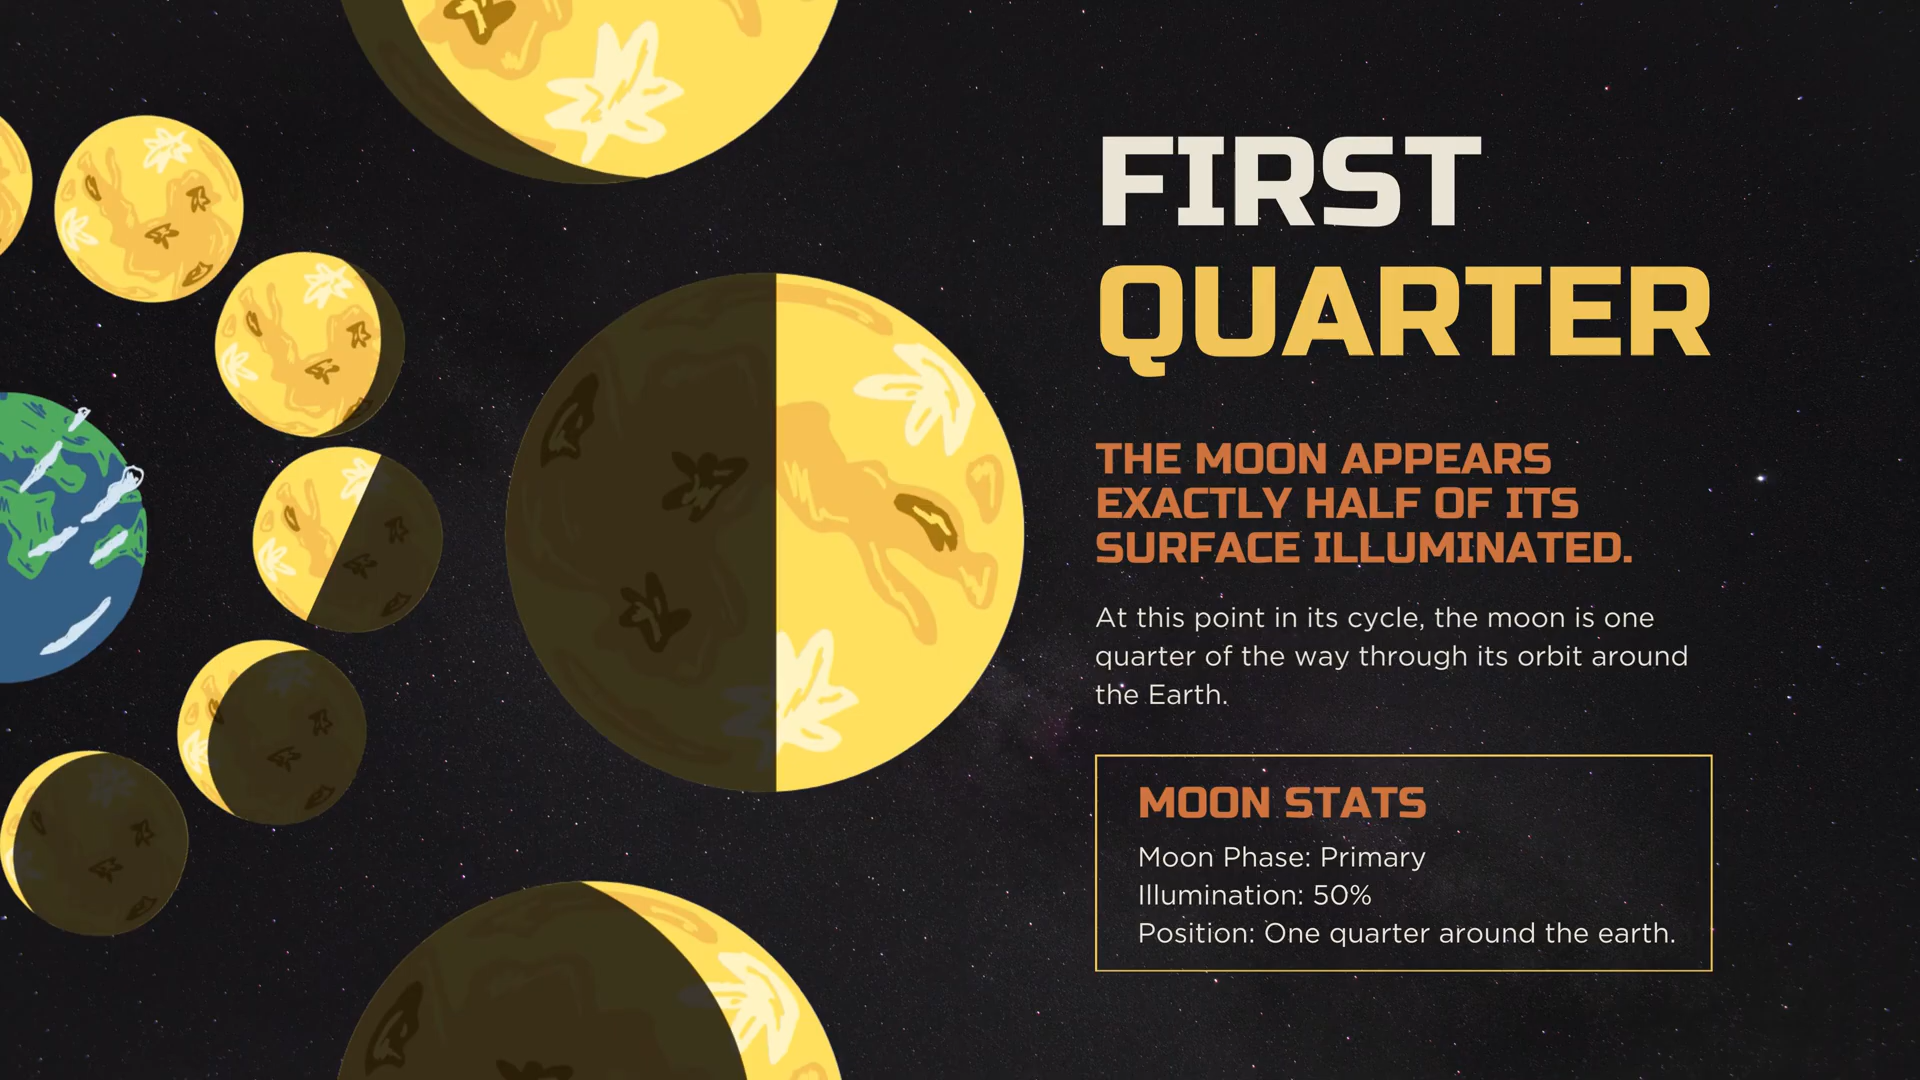 FIRST
QUARTER
THE MOON APPEARS
EXACTLY HALF OF ITS
SURFACE ILLUMINATED.
At this point in its cycle, the moon is one
quarter of the way through its orbit around
the Earth.
MOON STATS
Moon Phase: Primary
Illumination: 50%
Position: One quarter around the earth.